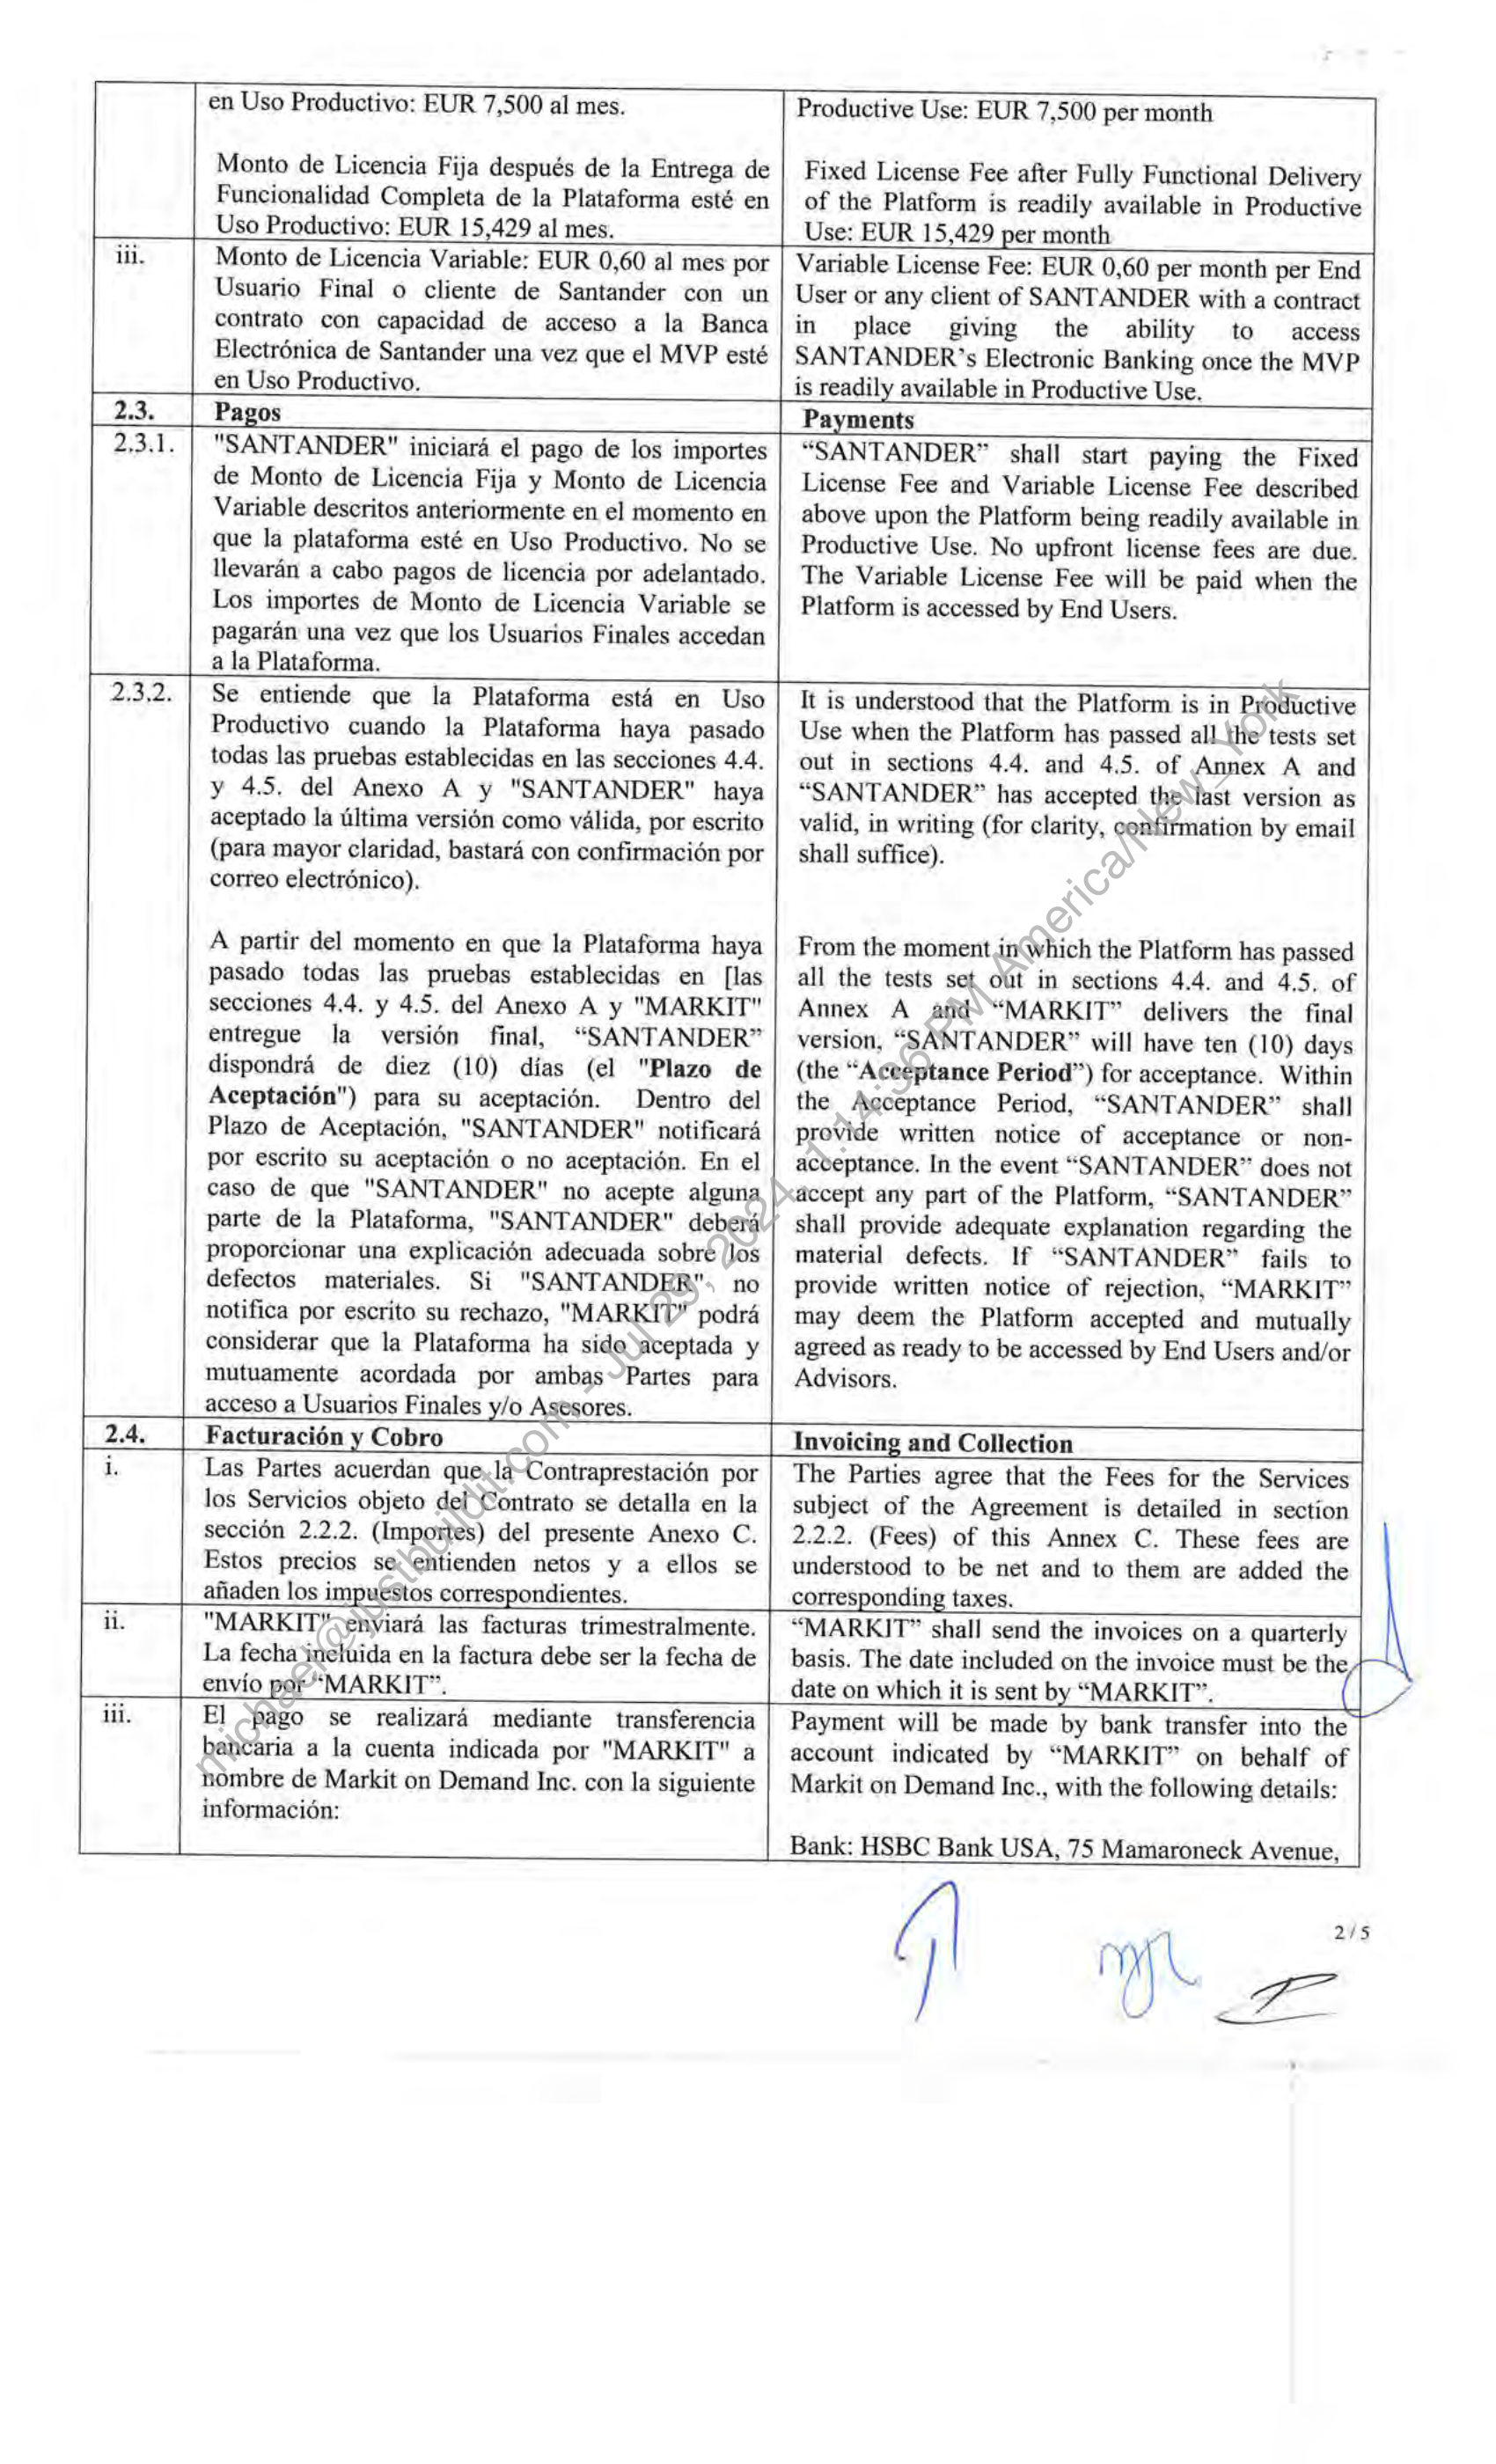 en Uso Productivo: EUR 7,500 al mes.
Monto de Licencia Fija después de la Entrega de
Funcionalidad Completa de la Plataforma esté en
Uso Productivo: EUR 15,429 al mes.
Productive Use: EUR 7,500 per month
Fixed License Fee after Fully Functional Delivery
of the Platform is readily available in Productive
Use: EUR 15,429 per month
iii.
Monto de Licencia Variable: EUR 0,60 al mes por
Usuario Final o cliente de Santander con un
contrato con capacidad de acceso a la Banca
Electrónica de Santander una vez que el MVP esté
en Uso Productivo.
Variable License Fee: EUR 0,60 per month per End
User or any client of SANTANDER with a contract
in place giving the ability to access
SANTANDER’s Electronic Banking once the MVP
is readily available in Productive Use.
2.3.
Pagos
Payments
2.3.1.
"SANTANDER" iniciará el pago de los importes
de Monto de Licencia Fija y Monto de Licencia
Variable descritos anteriormente en el momento en
que la plataforma esté en Uso Productivo. No se
llevarán a cabo pagos de licencia por adelantado.
Los importes de Monto de Licencia Variable se
pagarán una vez que los Usuarios Finales accedan
a la Plataforma.
“SANTANDER” shall start paying the Fixed
License Fee and Variable License Fee described
above upon the Platform being readily available in
Productive Use. No upfront license fees are due.
The Variable License Fee will be paid when the
Platform is accessed by End Users.
2.3.2.
Se entiende que la Plataforma está en Uso
Productivo cuando la Plataforma haya pasado
todas las pruebas establecidas en las secciones 4.4.
y 4.5. del Anexo A y "SANTANDER" haya
aceptado la última versión como válida, por escrito
(para mayor claridad, bastará con confirmación por
correo electrónico).
A partir del momento en que la Plataforma haya
pasado todas las pruebas establecidas en [las
secciones 4.4. y 4.5. del Anexo A y "MARKIT"
entregue la versión final, “SANTANDER”
dispondrá de diez (10) días (el "Plazo de
Aceptación") para su aceptación. Dentro del
Plazo de Aceptación, "SANTANDER" notificará
por escrito su aceptación o no aceptación. En el
caso de que "SANTANDER" no acepte alguna
parte de la Plataforma, "SANTANDER" deberá
proporcionar una explicación adecuada sobre los
defectos materiales. Si "SANTANDER" no
notifica por escrito su rechazo, "MARKIT" podrá
considerar que la Plataforma ha sido aceptada y
mutuamente acordada por ambas Partes para
acceso a Usuarios Finales y/o Asesores.
It is understood that the Platform is in Productive
Use when the Platform has passed all the tests set
out in sections 4.4. and 4.5. of Annex A and
“SANTANDER” has accepted the last version as
valid, in writing (for clarity, confirmation by email
shall suffice).
From the moment in which the Platform has passed
all the tests set out in sections 4.4. and 4.5. of
Annex A and “MARKIT” delivers the final
version, “SANTANDER” will have ten (10) days
(the “Acceptance Period”) for acceptance. Within
the Acceptance Period, “SANTANDER” shall
provide written notice of acceptance or non-
acceptance. In the event “SANTANDER” does not
accept any part of the Platform, “SANTANDER”
shall provide adequate explanation regarding the
material defects. If “SANTANDER” fails to
provide written notice of rejection, “MARKIT”
may deem the Platform accepted and mutually
agreed as ready to be accessed by End Users and/or
Advisors.
2.4.
Facturación y Cobro
Invoicing and Collection
i.
Las Partes acuerdan que la Contraprestación por
los Servicios objeto del Contrato se detalla en la
sección 2.2.2. (Importes) del presente Anexo C.
Estos precios se entienden netos y a ellos se
añaden los impuestos correspondientes.
The Parties agree that the Fees for the Services
subject of the Agreement is detailed in section
2.2.2. (Fees) of this Annex C. These fees are
understood to be net and to them are added the
corresponding taxes.
ii.
"MARKIT" enviará las facturas trimestralmente.
La fecha incluida en la factura debe ser la fecha de
envío por “MARKIT”.
“MARKIT” shall send the invoices on a quarterly
basis. The date included on the invoice must be the
date on which it is sent by “MARKIT”.
iii.
El pago se realizará mediante transferencia
bancaria a la cuenta indicada por "MARKIT" a
nombre de Markit on Demand Inc. con la siguiente
información:
Payment will be made by bank transfer into the
account indicated by “MARKIT” on behalf of
Markit on Demand Inc., with the following details:
Bank: HSBC Bank USA, 75 Mamaroneck Avenue,
2 / 5
michael@justbuildit.com - Jul 29, 2024, 1:14:36 PM America/New_York